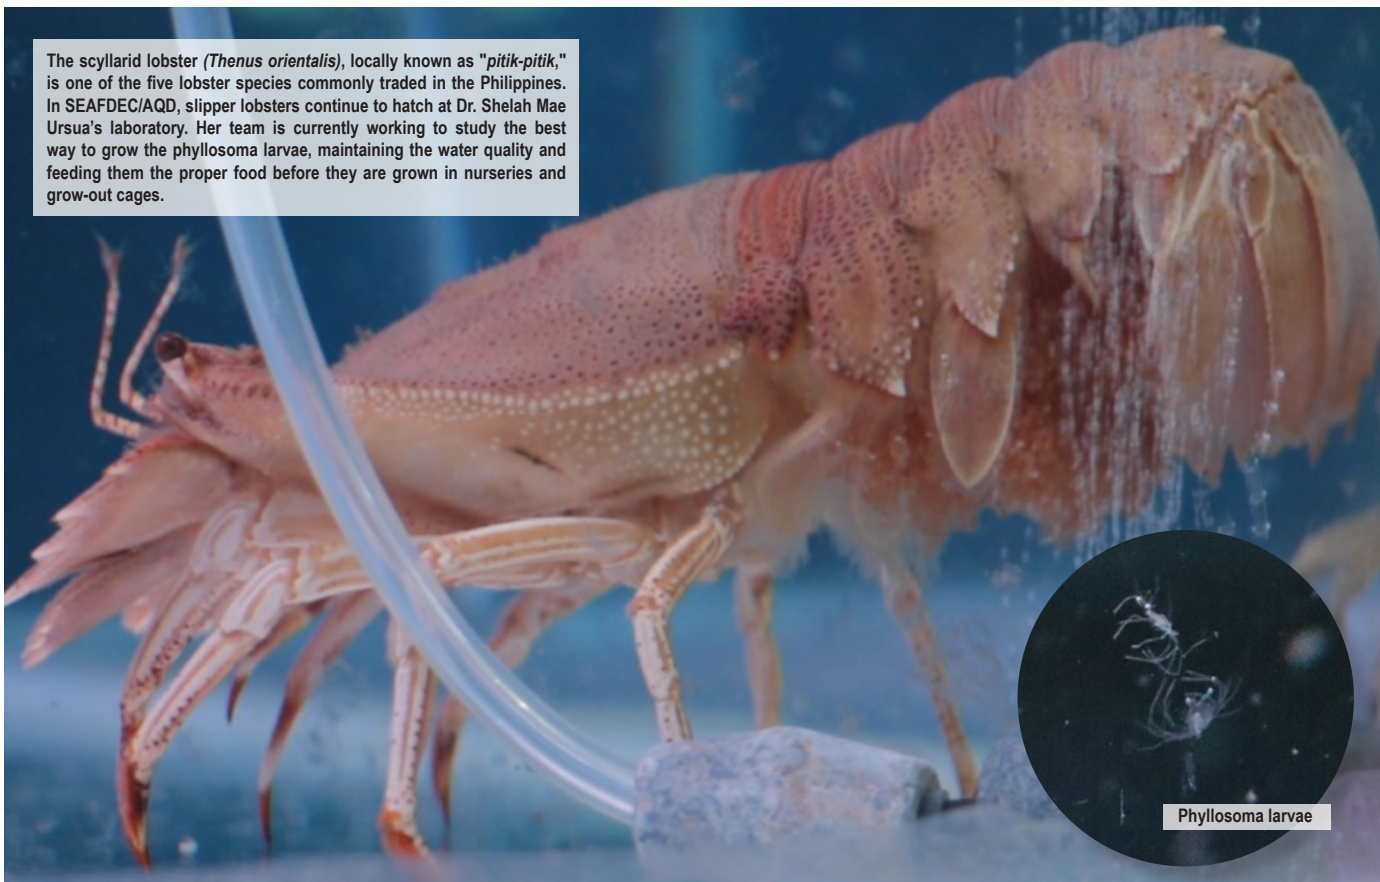 The scyllarid lobster (Thenus orientalis), locally known as "pitik-pitik,"
is one of the five lobster species commonly traded in the Philippines.
In SEAFDEC/AQD, slipper lobsters continue to hatch at Dr. Shelah Mae
Ursua's laboratory. Her team is currently working to study the best
way to grow the phyllosoma larvae, maintaining the water quality and
feeding them the proper food before they are grown in nurseries and
grow-out cages.
Phyllosoma larvae